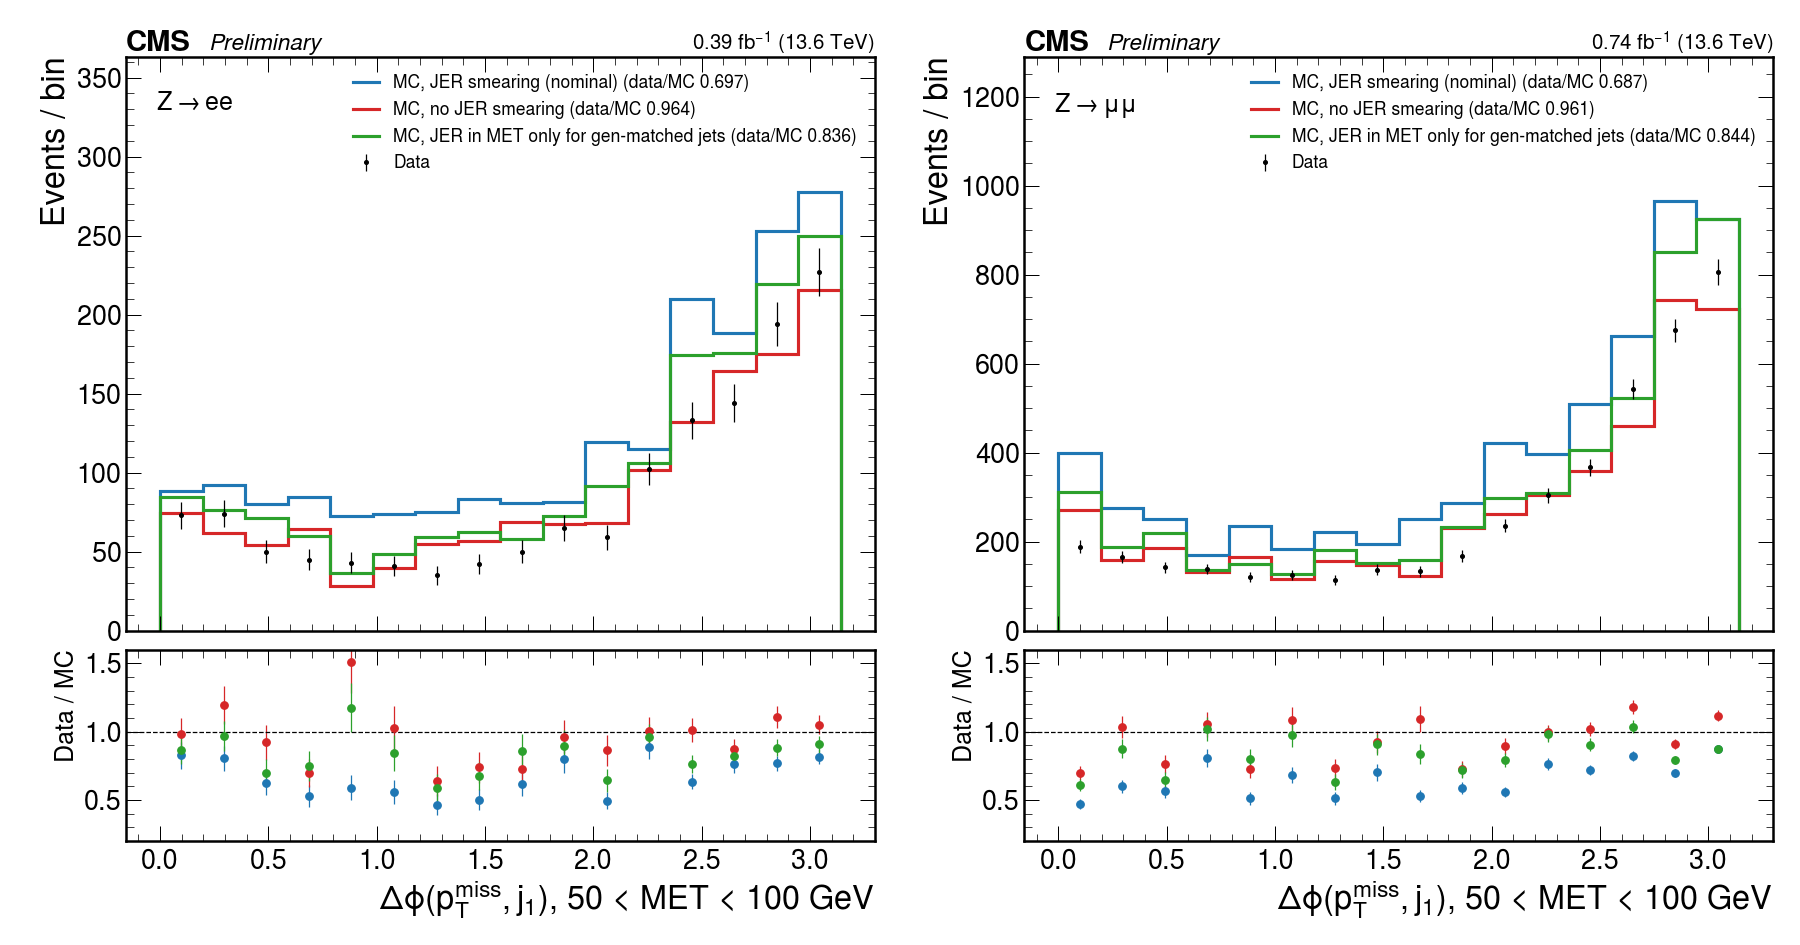 CMS Preliminary 0.39 fb⁻¹ (13.6 TeV)
Events / bin
350
300
250
200
150
100
50
0
Z → ee
MC, JER smearing (nominal) (data/MC 0.697)
MC, no JER smearing (data/MC 0.964)
MC, JER in MET only for gen-matched jets (data/MC 0.836)
Data
Data / MC
1.5
1.0
0.5
0.0 0.5 1.0 1.5 2.0 2.5 3.0
Δϕ(p_T^miss, j₁), 50 < MET < 100 GeV
CMS Preliminary 0.74 fb⁻¹ (13.6 TeV)
Events / bin
1200
1000
800
600
400
200
0
Z → μμ
MC, JER smearing (nominal) (data/MC 0.687)
MC, no JER smearing (data/MC 0.961)
MC, JER in MET only for gen-matched jets (data/MC 0.844)
Data
Data / MC
1.5
1.0
0.5
0.0 0.5 1.0 1.5 2.0 2.5 3.0
Δϕ(p_T^miss, j₁), 50 < MET < 100 GeV